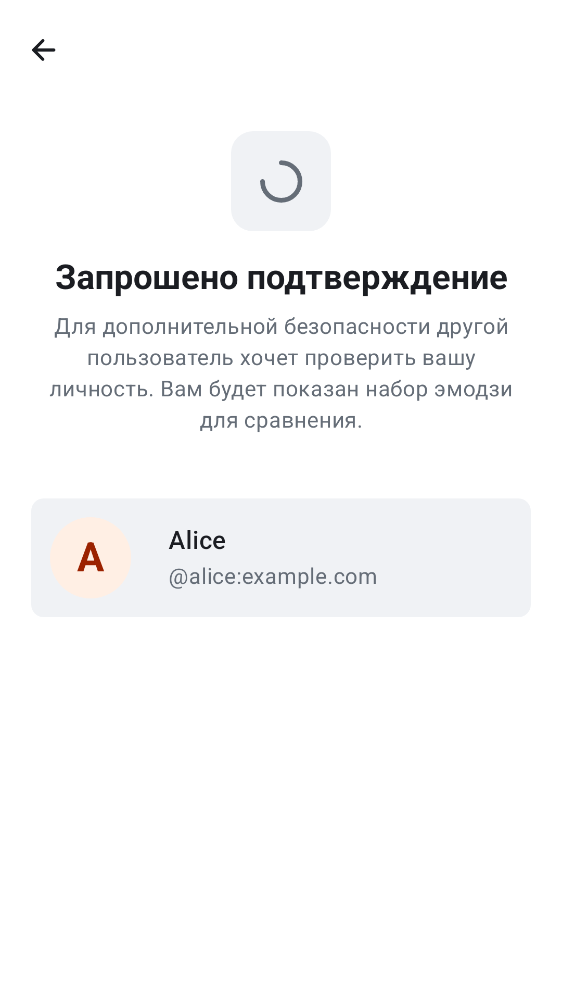 Запрошено подтверждение
Для дополнительной безопасности другой
пользователь хочет проверить вашу
личность. Вам будет показан набор эмодзи
для сравнения.
A
Alice
@alice:example.com